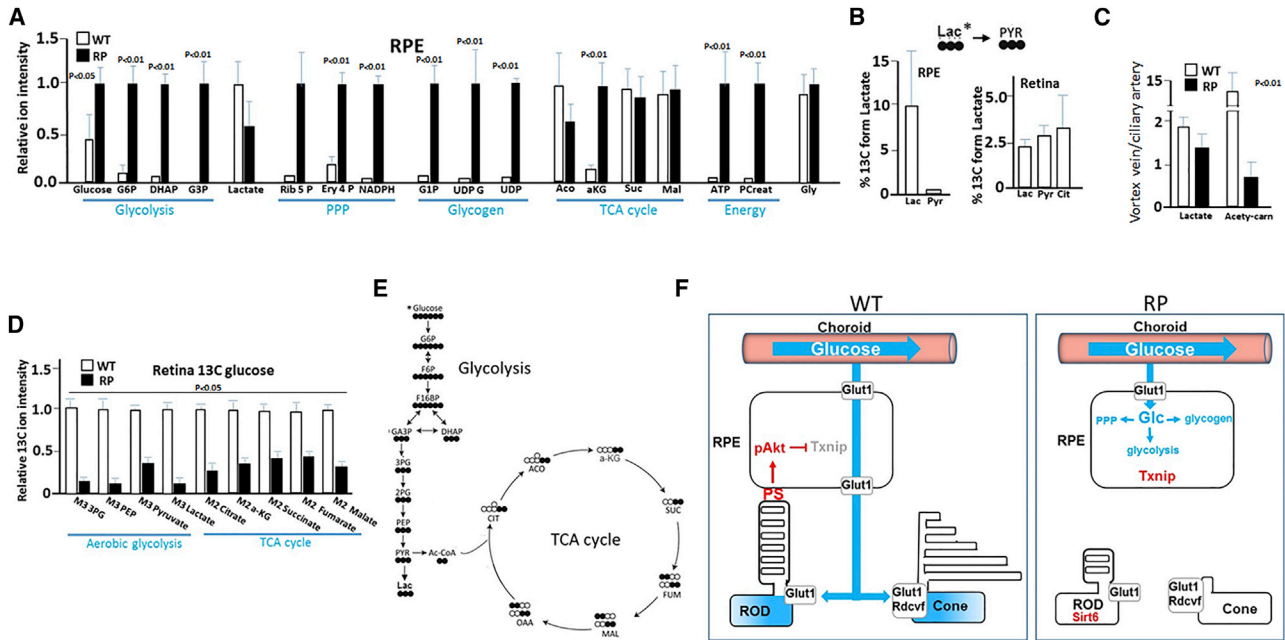 A
Relative ion intensity
1.5
1.0
0.5
0.0
WT
RP
RPE
P<0.05
P<0.01
P<0.01
P<0.01
P<0.01
P<0.01
P<0.01
P<0.01
P<0.01
P<0.01
P<0.01
P<0.01
Glucose G6P DHAP G3P Lactate Rib 5 P Ery 4 P NADPH G1P UDP G UDP Aco aKG Suc Mal ATP PCreat Gly
Glycolysis PPP Glycogen TCA cycle Energy
B
Lac* PYR
% 13C form Lactate
15
10
5
0
RPE
Lac Pyr
% 13C form Lactate
5.0
2.5
0
Retina
Lac Pyr Cit
C
Vortex vein/ciliary artery
15
2
1
0
WT
RP
P<0.01
Lactate Acety-carn
D
Relative 13C ion intensity
1.5
1.0
0.5
0
WT
RP
Retina 13C glucose
P<0.05
M3 3PG
M3 PEP
M3 Pyruvate
M3 Lactate
M2 Citrate
M2 a-KG
M2 Succinate
M2 Fumarate
M2 Malate
Aerobic glycolysis TCA cycle
E
* Glucose
G6P
F6P
F16BP
GA3P DHAP
3PG
2PG
PEP
PYR Ac-CoA
Lac
Glycolysis
TCA cycle
CIT
ACO
a-KG
SUC
FUM
MAL
OAA
F
WT
Choroid
Glucose
Glut1
RPE
pAkt Txnip
Glut1
PS
Glut1
ROD
Glut1
Rdcvf
Cone
RP
Choroid
Glucose
Glut1
PPP Glc glycogen
RPE
glycolysis
Txnip
Glut1
ROD
Sirt6
Glut1
Rdcvf
Cone